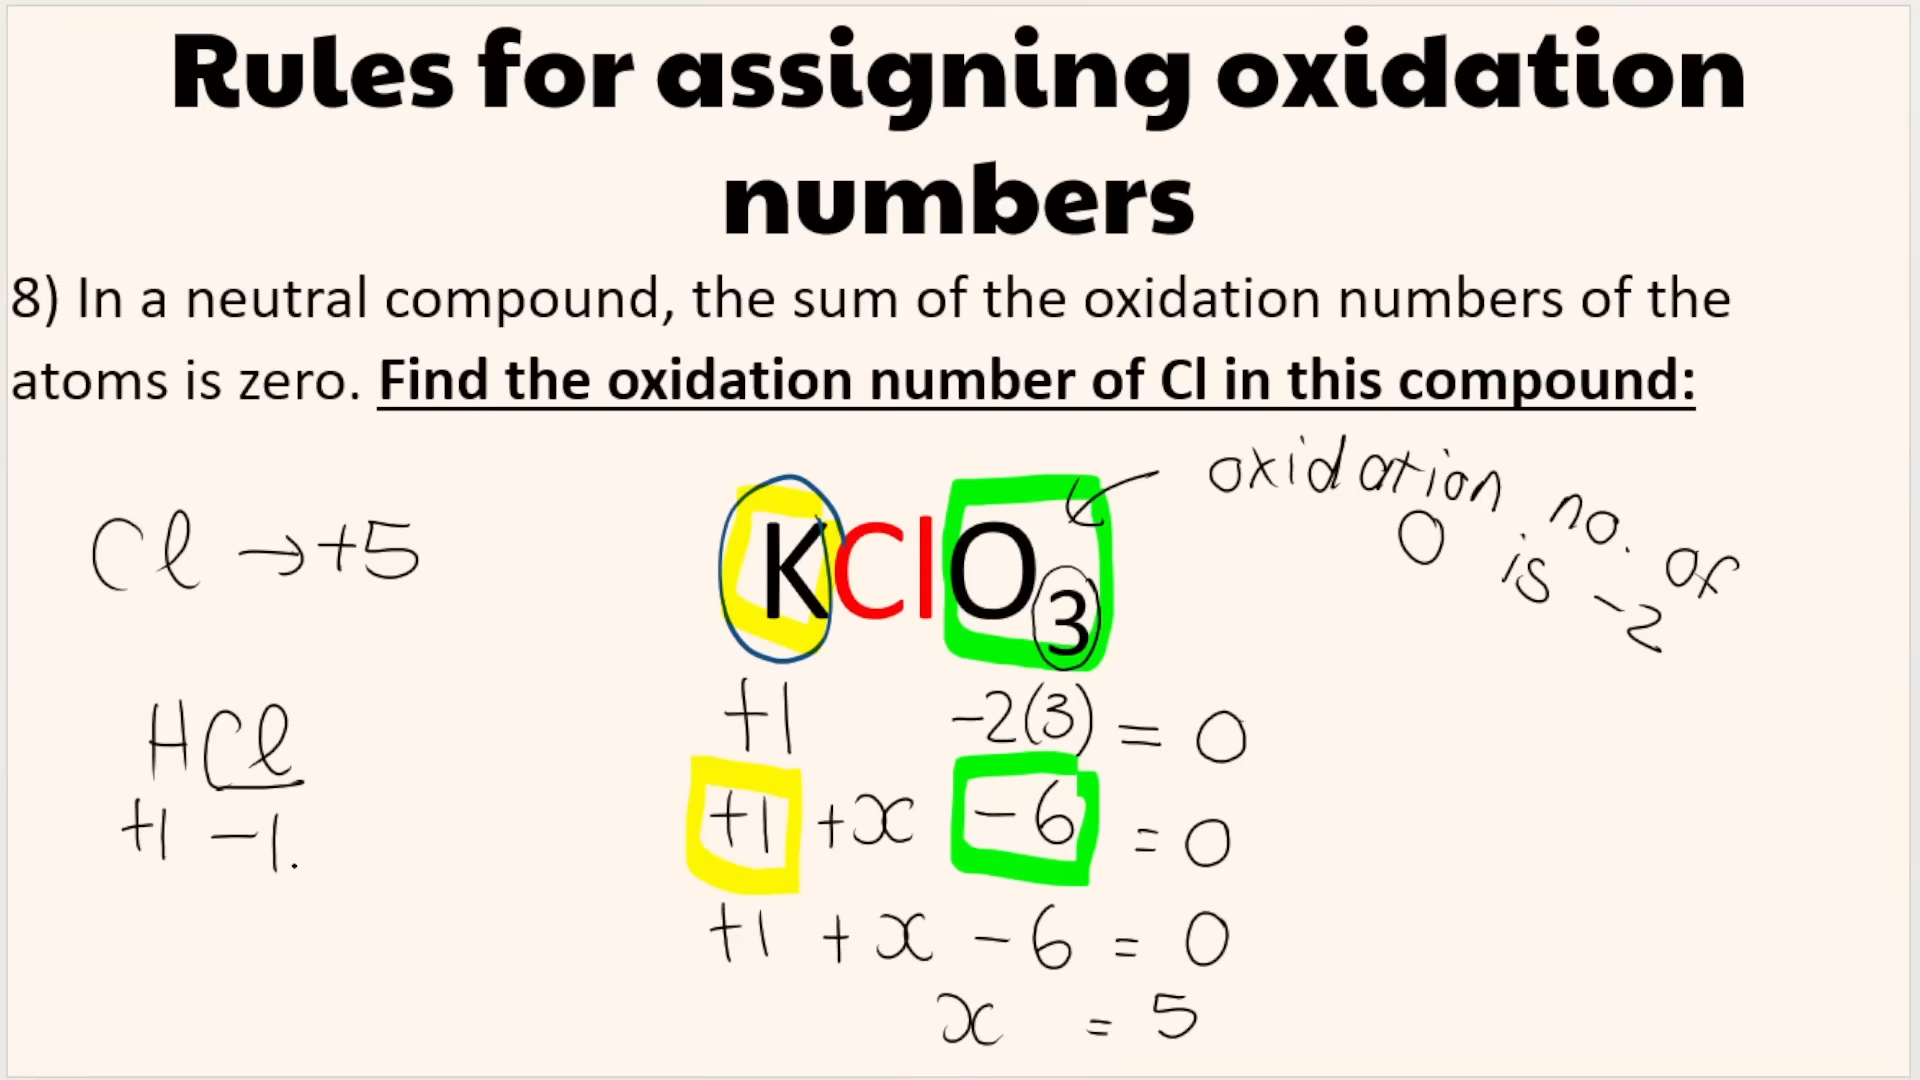 Rules for assigning oxidation
numbers
8) In a neutral compound, the sum of the oxidation numbers of the
atoms is zero. Find the oxidation number of Cl in this compound:
oxidation no. of
O is -2
Cl → +5
KClO₃
HCl
+1 -1.
+1 -2(3) = 0
+1 +x -6 = 0
+1 + x - 6 = 0
x = 5